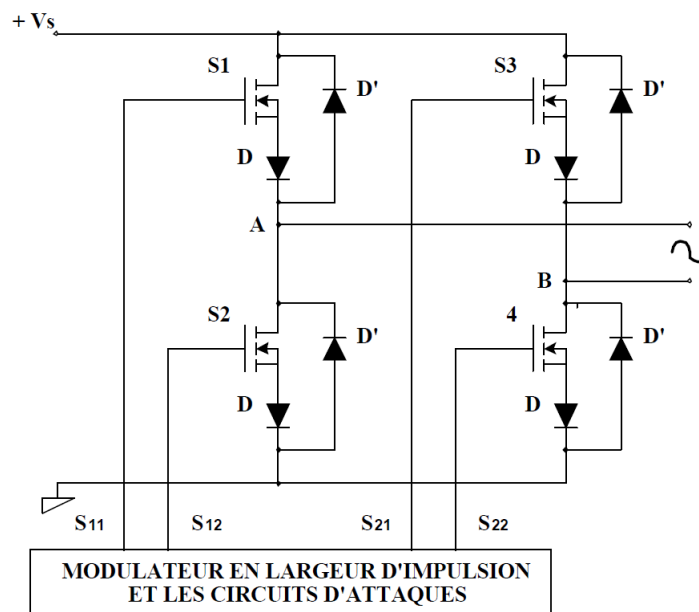 + Vs
S1
D'
S3
D'
D
D
A
B
S2
D'
4
D'
D
D
S11
S12
S21
S22
MODULATEUR EN LARGEUR D'IMPULSION
ET LES CIRCUITS D'ATTAQUES